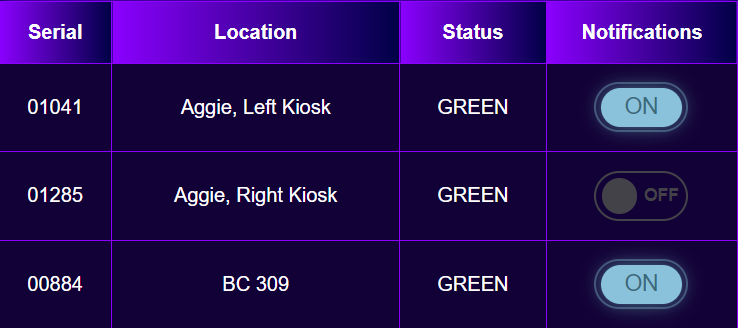 Serial Location Status Notifications
01041 Aggie, Left Kiosk GREEN ON
01285 Aggie, Right Kiosk GREEN OFF
00884 BC 309 GREEN ON